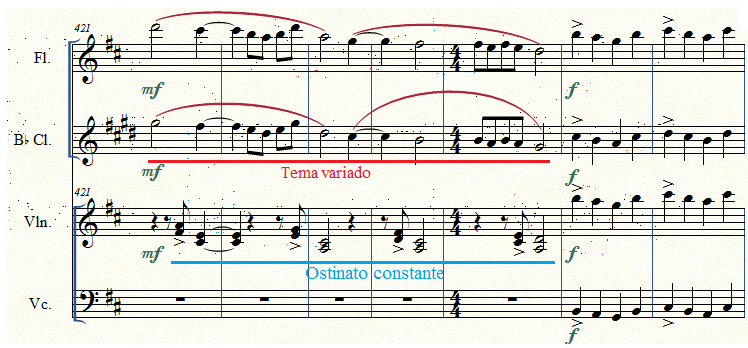 421
Fl.
mf
f
B♭ Cl.
mf
Tema variado
f
421
Vln.
mf
f
Ostinato constante
Vc.
f